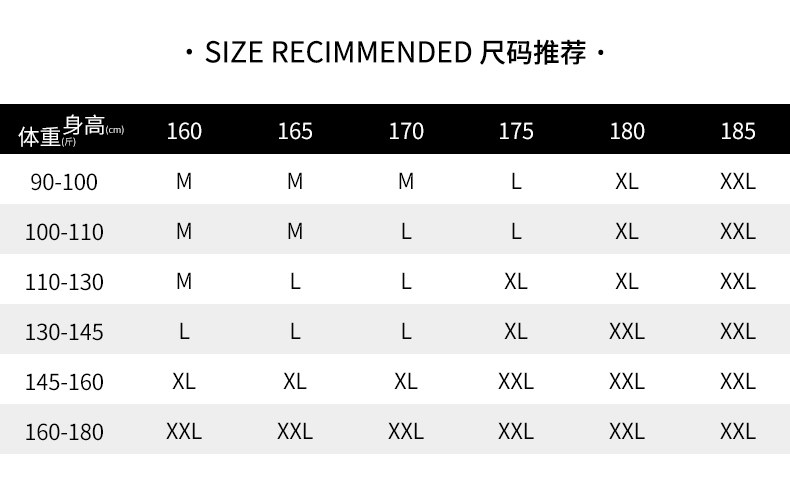 · SIZE RECIMMENDED 尺码推荐 ·
体重(斤) 身高(cm) 160 165 170 175 180 185
90-100 M M M L XL XXL
100-110 M M L L XL XXL
110-130 M L L XL XL XXL
130-145 L L L XL XXL XXL
145-160 XL XL XL XXL XXL XXL
160-180 XXL XXL XXL XXL XXL XXL